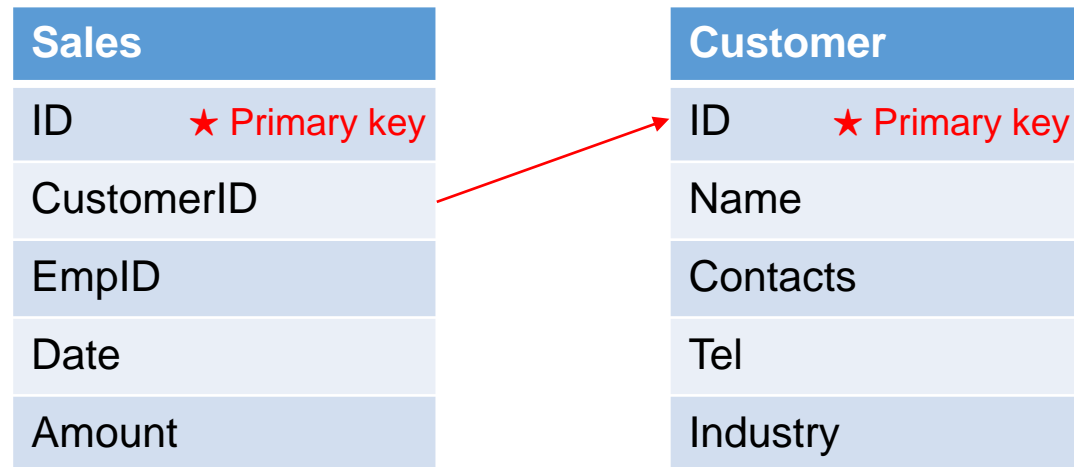 Sales
ID ★ Primary key
CustomerID
EmpID
Date
Amount
Customer
ID ★ Primary key
Name
Contacts
Tel
Industry